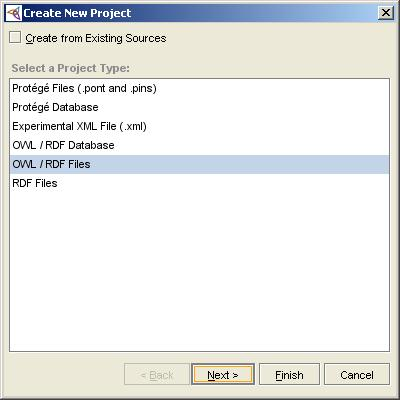 Create New Project
Create from Existing Sources
Select a Project Type:
Protégé Files (.pont and .pins)
Protégé Database
Experimental XML File (.xml)
OWL / RDF Database
OWL / RDF Files
RDF Files
< Back Next > Finish Cancel